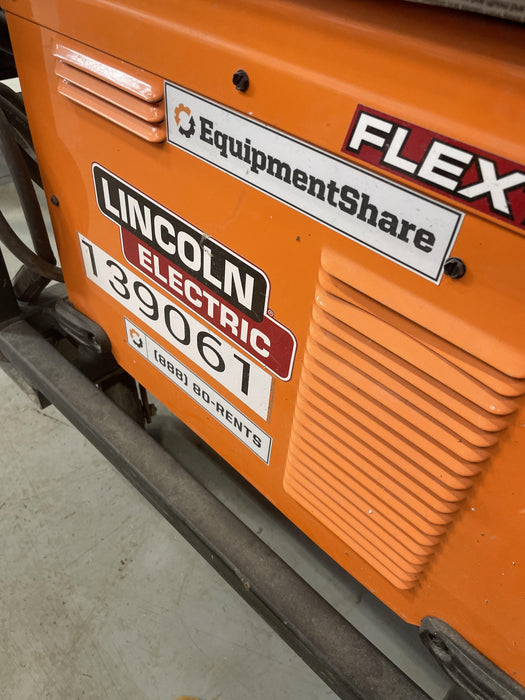 EquipmentShare
FLEX
LINCOLN
ELECTRIC
139061
(888) 80-RENTS